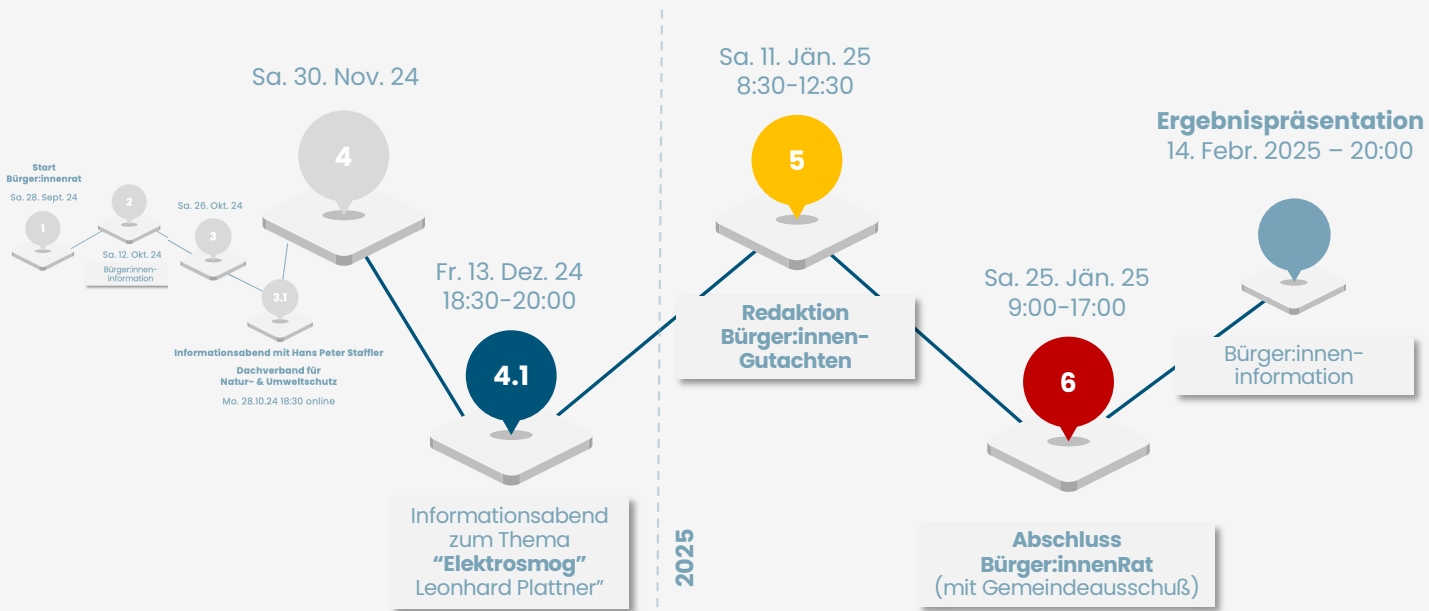 Start
Bürger:innenrat
Sa. 28. Sept. 24
1
2
Sa. 12. Okt. 24
Bürger:innen-
information
Sa. 26. Okt. 24
3
3.1
Informationsabend mit Hans Peter Staffler
Dachverband für
Natur- & Umweltschutz
Mo. 28.10.24 18:30 online
Sa. 30. Nov. 24
4
Fr. 13. Dez. 24
18:30-20:00
4.1
Informationsabend
zum Thema
“Elektrosmog”
Leonhard Plattner”
2025
Sa. 11. Jän. 25
8:30-12:30
5
Redaktion
Bürger:innen-
Gutachten
Sa. 25. Jän. 25
9:00-17:00
6
Abschluss
Bürger:innenRat
(mit Gemeindeausschuß)
Ergebnispräsentation
14. Febr. 2025 – 20:00
Bürger:innen-
information